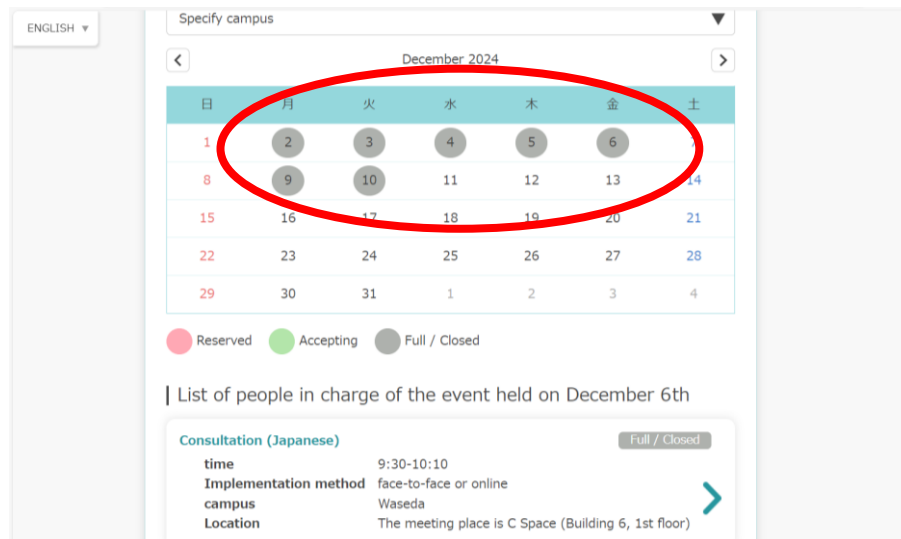 ENGLISH ▼
Specify campus ▼
< December 2024 >
日 月 火 水 木 金 土
1 2 3 4 5 6 7
8 9 10 11 12 13 14
15 16 17 18 19 20 21
22 23 24 25 26 27 28
29 30 31 1 2 3 4
Reserved Accepting Full / Closed
List of people in charge of the event held on December 6th
Consultation (Japanese) Full / Closed
time 9:30-10:10
Implementation method face-to-face or online
campus Waseda
Location The meeting place is C Space (Building 6, 1st floor)